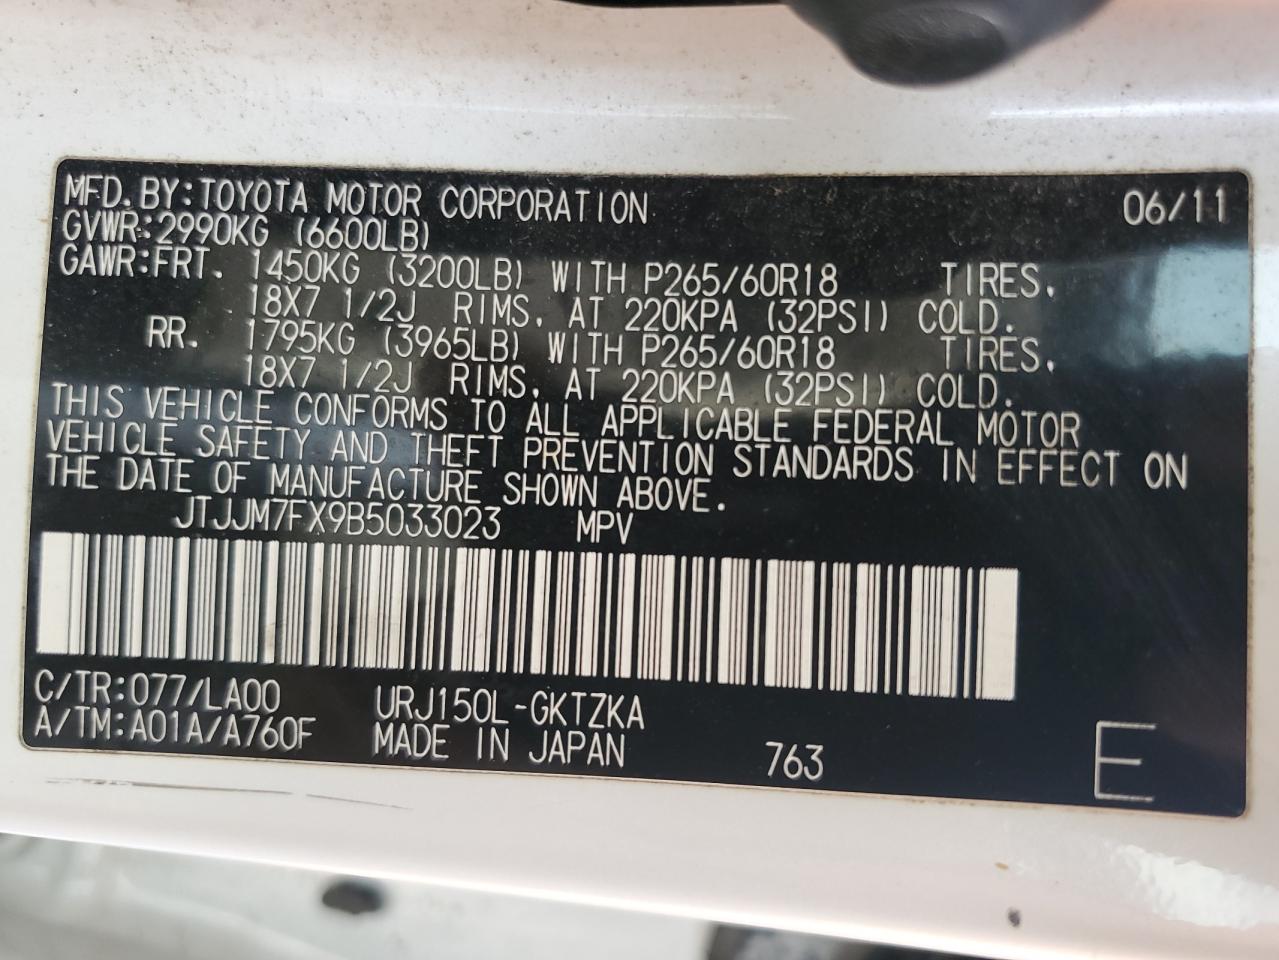 MFD. BY: TOYOTA MOTOR CORPORATION 06/11
GVWR: 2990KG (6600LB)
GAWR: FRT. 1450KG (3200LB) WITH P265/60R18 TIRES,
18X7 1/2J RIMS, AT 220KPA (32PSI) COLD.
RR. 1795KG (3965LB) WITH P265/60R18 TIRES,
18X7 1/2J RIMS, AT 220KPA (32PSI) COLD.
THIS VEHICLE CONFORMS TO ALL APPLICABLE FEDERAL MOTOR
VEHICLE SAFETY AND THEFT PREVENTION STANDARDS IN EFFECT ON
THE DATE OF MANUFACTURE SHOWN ABOVE.
JTJJM7FX9B5033023 MPV
C/TR: 077/LA00 URJ150L-GKTZKA
A/TM: A01A/A760F MADE IN JAPAN 763 E